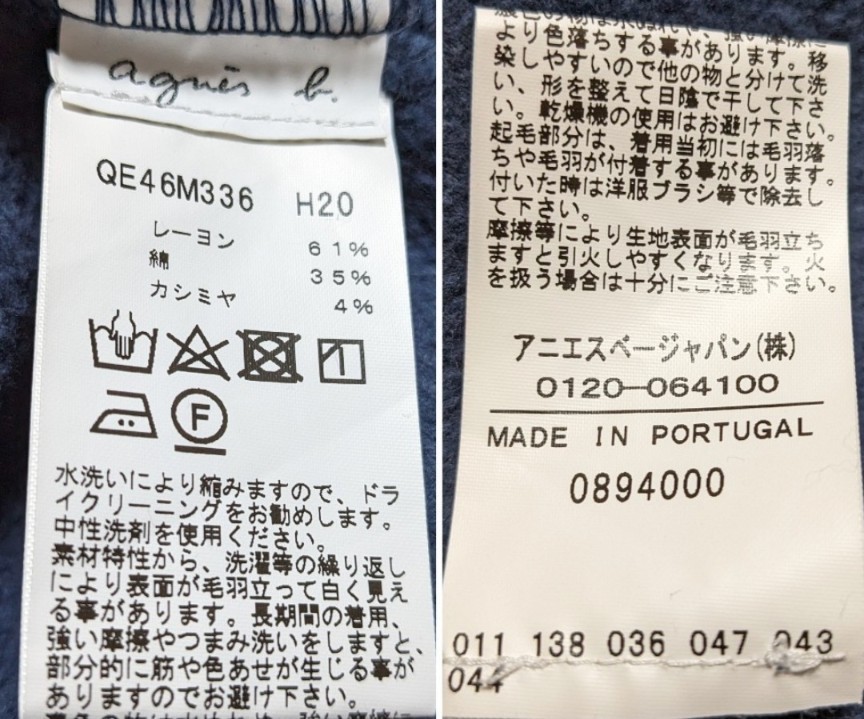 agnès b.
QE46M336 H20
レーヨン 61%
綿 35%
カシミヤ 4%
F
水洗いにより縮みますので、ドラ
イクリーニングをお勧めします。
中性洗剤を使用ください。
素材特性から、洗濯等の繰り返し
により表面が毛羽立って白く見え
る事があります。長期間の着用、
強い摩擦やつまみ洗いをしますと、
部分的に筋や色あせが生じる事が
ありますのでお避け下さい。
より色落ちする事があります。移
染しやすいので他の物と分けて洗
い、形を整えて日陰で干して下さ
い。乾燥機の使用はお避け下さい。
起毛部分は、着用当初には毛羽落
ちや毛羽が付着する事があります。
付いた時は洋服ブラシ等で除去し
て下さい。
摩擦等により生地表面が毛羽立ち
ますと引火しやすくなります。火
を扱う場合は十分にご注意下さい。
アニエスベージャパン(株)
0120-064100
MADE IN PORTUGAL
0894000
011 138 036 047 043
044